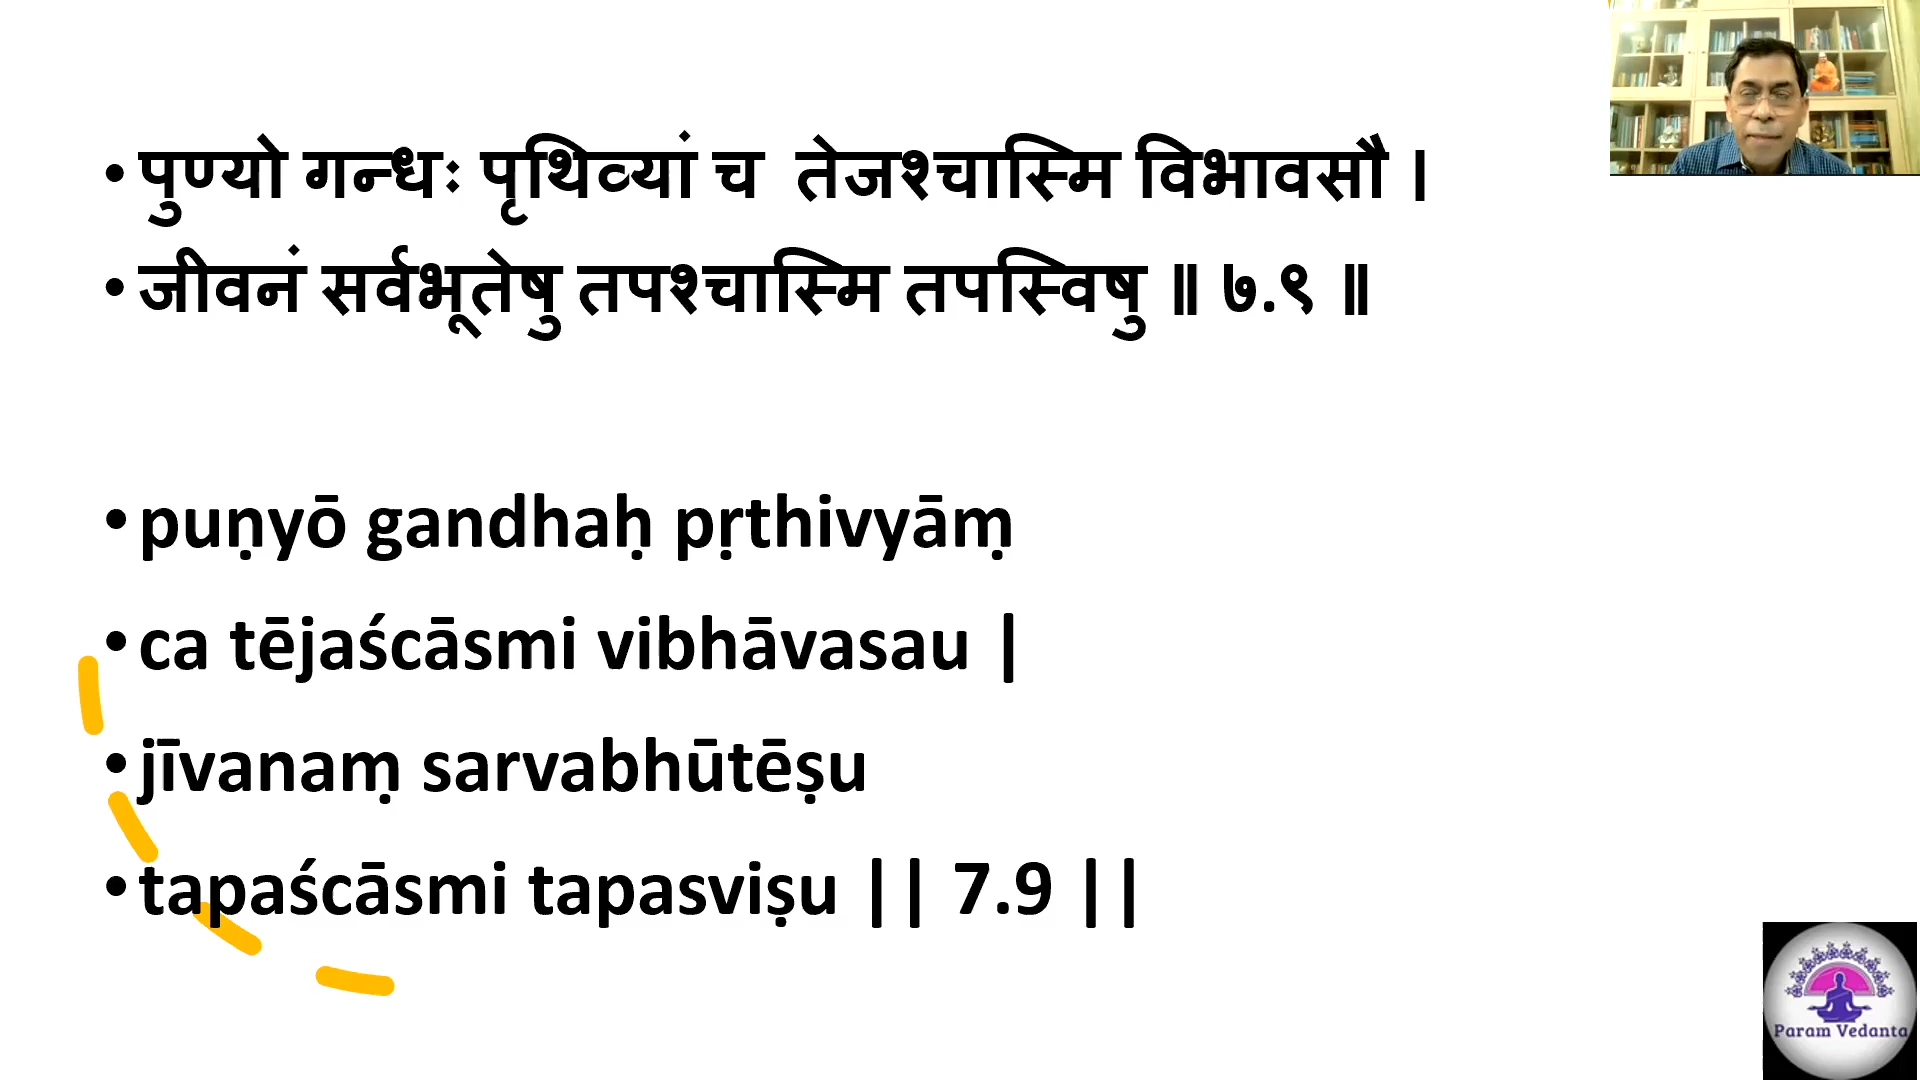 • पुण्यो गन्धः पृथिव्यां च तेजश्चास्मि विभावसौ ।
• जीवनं सर्वभूतेषु तपश्चास्मि तपस्विषु ॥ ७.९ ॥
• puṇyō gandhaḥ pṛthivyāṃ
• ca tējaścāsmi vibhāvasau |
• jīvanaṃ sarvabhūtēṣu
• tapaścāsmi tapasviṣu || 7.9 ||
Param Vedanta